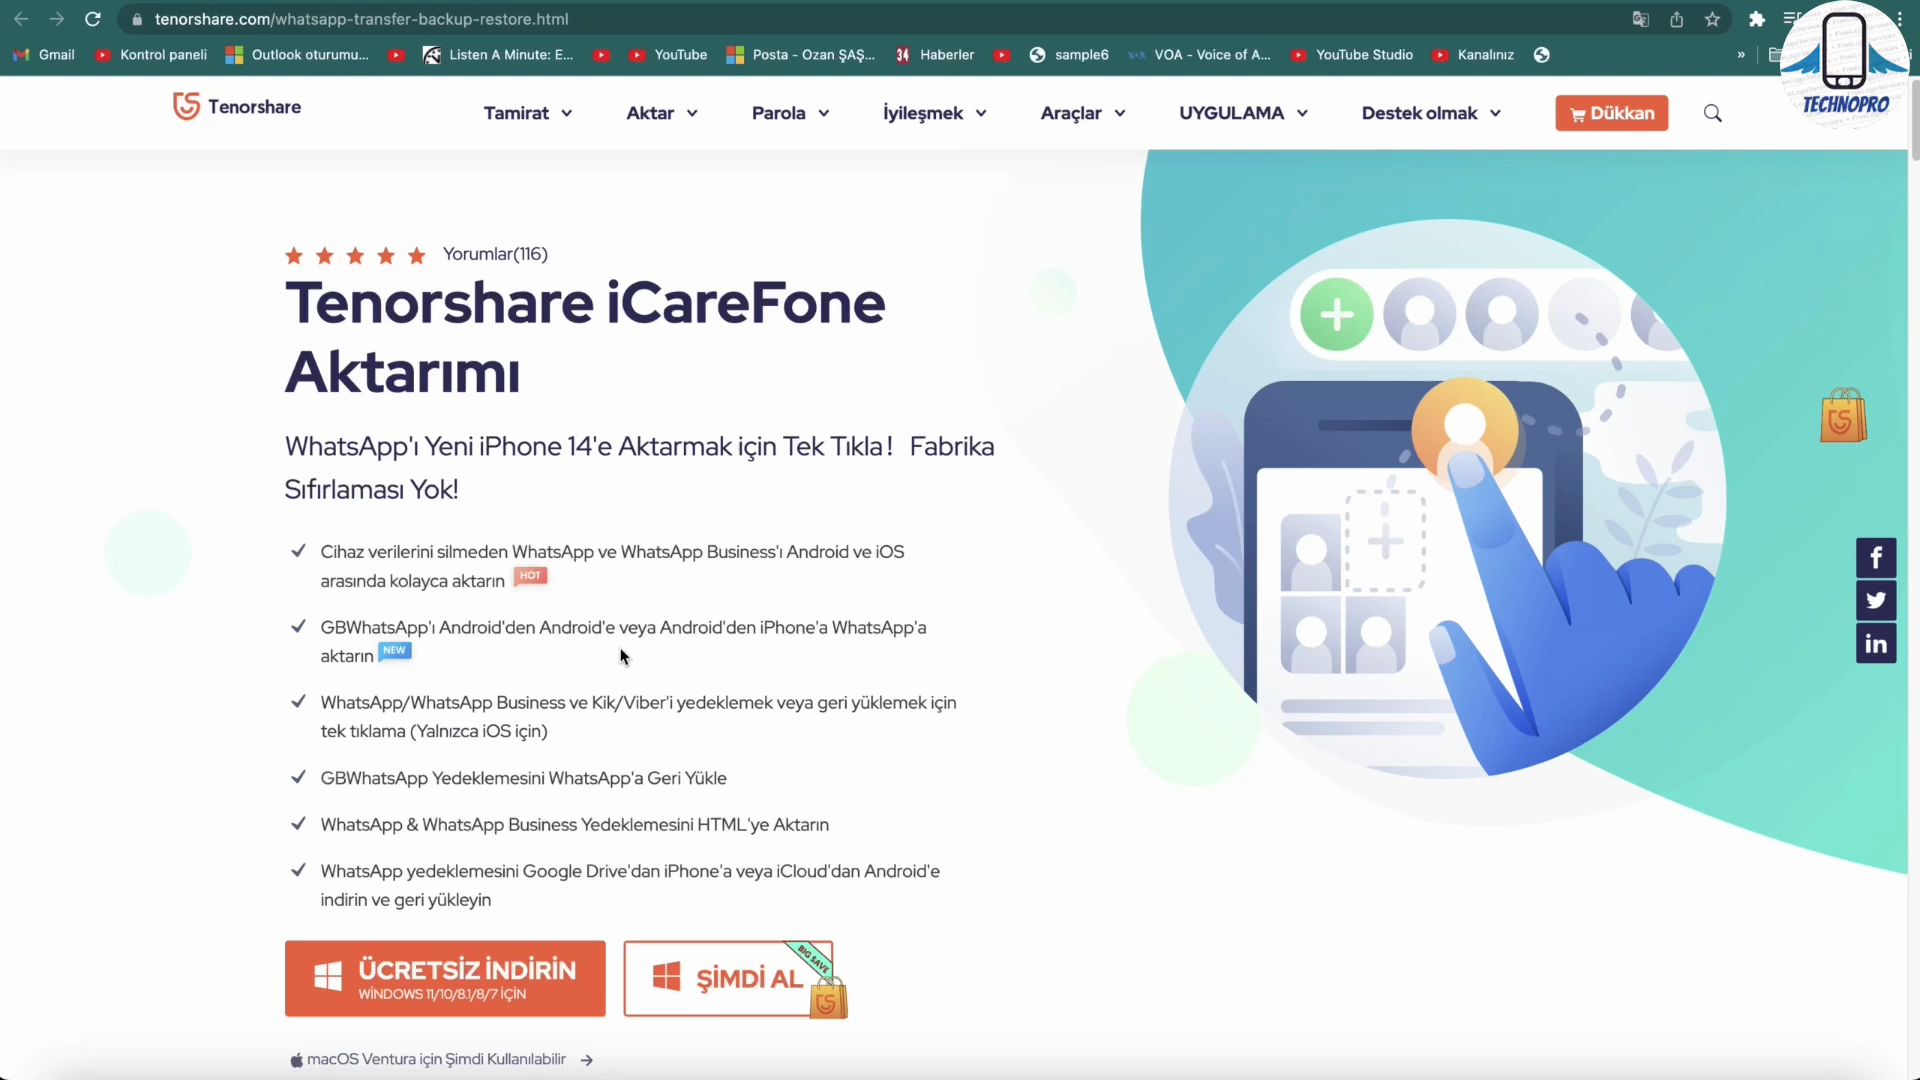 tenorshare.com/whatsapp-transfer-backup-restore.html
Gmail
Kontrol paneli
Outlook oturumu...
Listen A Minute: E...
YouTube
Posta - Ozan ŞAŞ...
34 Haberler
sample6
VOA VOA - Voice of A...
YouTube Studio
Kanalınız
»
TECHNOPRO
Tenorshare
Tamirat
Aktar
Parola
İyileşmek
Araçlar
UYGULAMA
Destek olmak
Dükkan
Yorumlar(116)
Tenorshare iCareFone
Aktarımı
WhatsApp'ı Yeni iPhone 14'e Aktarmak için Tek Tıkla! Fabrika
Sıfırlaması Yok!
Cihaz verilerini silmeden WhatsApp ve WhatsApp Business'ı Android ve iOS
arasında kolayca aktarın HOT
GBWhatsApp'ı Android'den Android'e veya Android'den iPhone'a WhatsApp'a
aktarın NEW
WhatsApp/WhatsApp Business ve Kik/Viber'i yedeklemek veya geri yüklemek için
tek tıklama (Yalnızca iOS için)
GBWhatsApp Yedeklemesini WhatsApp'a Geri Yükle
WhatsApp & WhatsApp Business Yedeklemesini HTML'ye Aktarın
WhatsApp yedeklemesini Google Drive'dan iPhone'a veya iCloud'dan Android'e
indirin ve geri yükleyin
ÜCRETSİZ İNDİRİN
WİNDOWS 11/10/8.1/8/7 İÇİN
ŞİMDİ AL
BIG SAVE
macOS Ventura için Şimdi Kullanılabilir
f
in